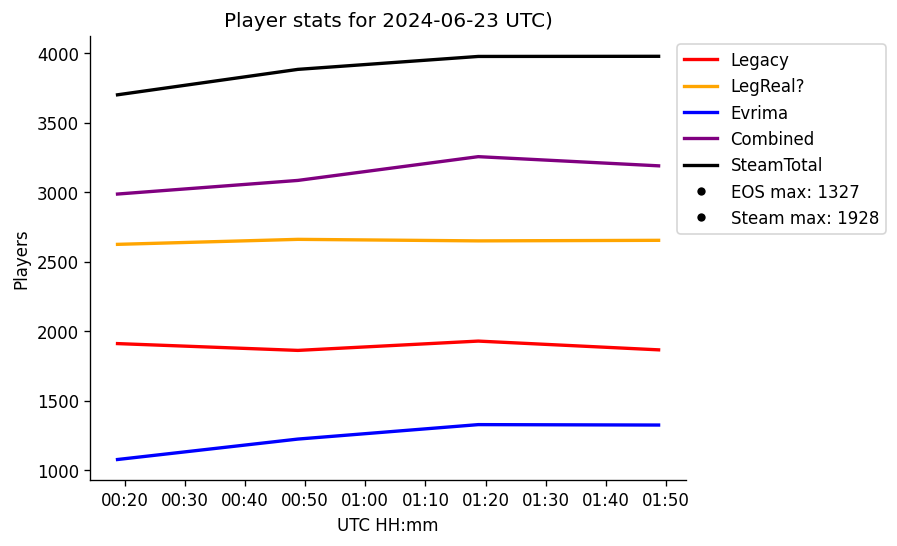 Player stats for 2024-06-23 UTC)
4000
3500
3000
2500
2000
1500
1000
Players
00:20 00:30 00:40 00:50 01:00 01:10 01:20 01:30 01:40 01:50
UTC HH:mm
Legacy
LegReal?
Evrima
Combined
SteamTotal
EOS max: 1327
Steam max: 1928